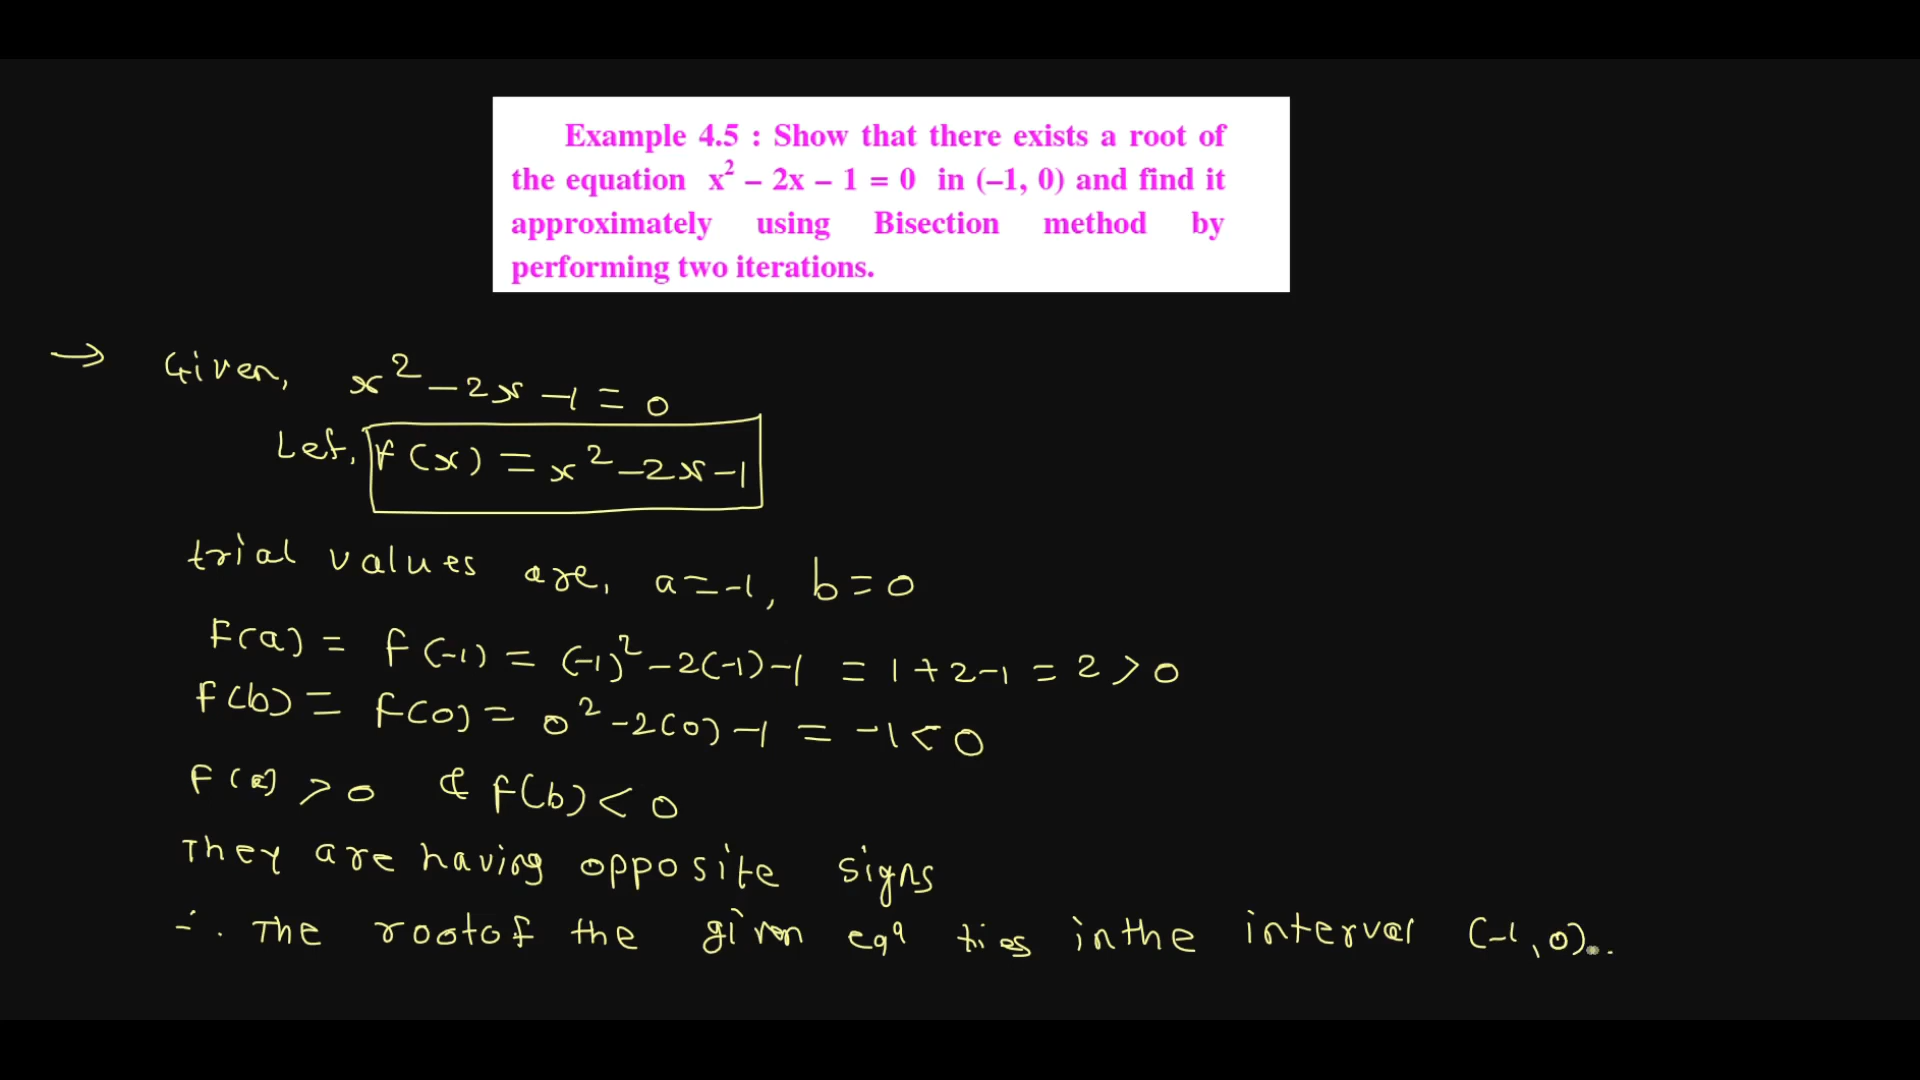 Example 4.5 : Show that there exists a root of
the equation x² – 2x – 1 = 0 in (–1, 0) and find it
approximately using Bisection method by
performing two iterations.
→ Given, x² – 2x – 1 = 0
Let, f(x) = x² – 2x – 1
trial values are, a = -1, b = 0
F(a) = f(-1) = (-1)² – 2(-1) – 1 = 1 + 2 – 1 = 2 > 0
F(b) = F(0) = 0² – 2(0) – 1 = -1 < 0
F(a) > 0 & f(b) < 0
They are having opposite signs
∴ The root of the given eqⁿ lies in the interval (-1, 0)..